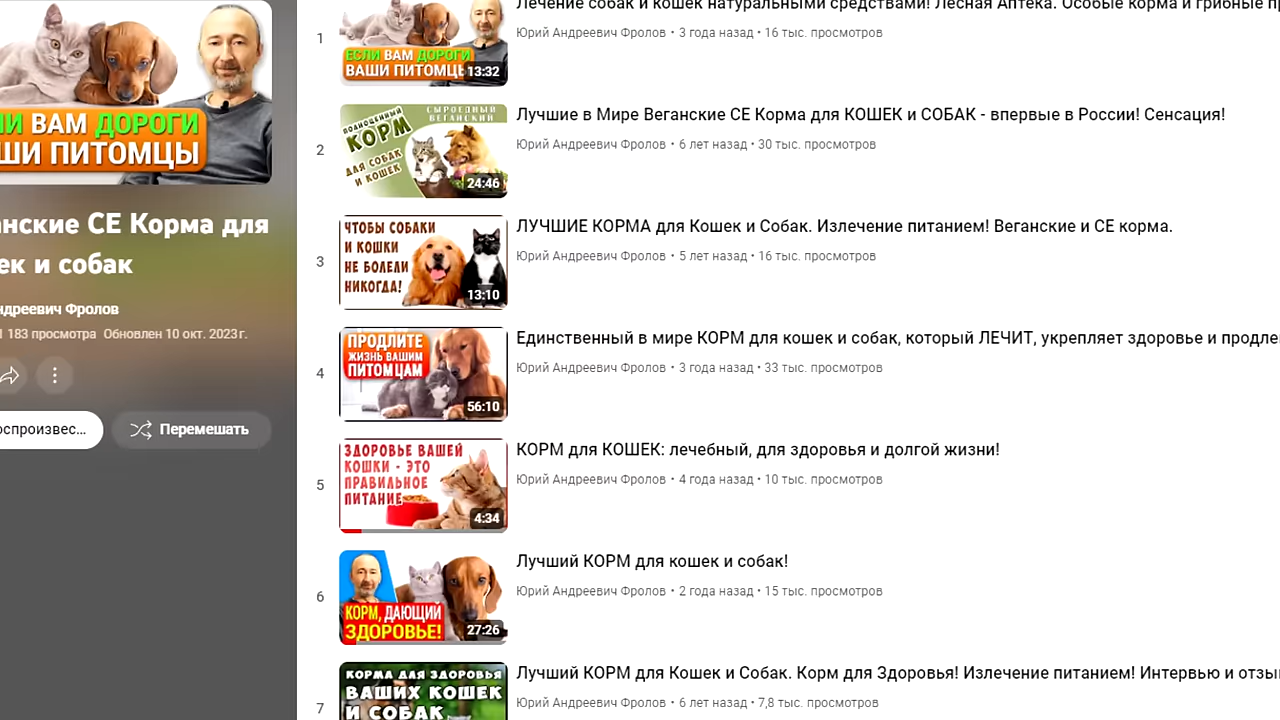 ЕСЛИ ВАМ ДОРОГИ
ВАШИ ПИТОМЦЫ
анские СЕ Корма для
ек и собак
ндреевич Фролов
1 183 просмотра Обновлен 10 окт. 2023 г.
оспроизвес...
Перемешать
1
13:32
Лечение собак и кошек натуральными средствами! Лесная Аптека. Особые корма и грибные пр
Юрий Андреевич Фролов • 3 года назад • 16 тыс. просмотров
2
ПОЛНОЦЕННЫЙ
КОРМ
ДЛЯ СОБАК
И КОШЕК
СЫРОЕДНЫЙ
ВЕГАНСКИЙ
24:46
Лучшие в Мире Веганские СЕ Корма для КОШЕК и СОБАК - впервые в России! Сенсация!
Юрий Андреевич Фролов • 6 лет назад • 30 тыс. просмотров
3
ЧТОБЫ СОБАКИ
И КОШКИ
НЕ БОЛЕЛИ
НИКОГДА!
13:10
ЛУЧШИЕ КОРМА для Кошек и Собак. Излечение питанием! Веганские и СЕ корма.
Юрий Андреевич Фролов • 5 лет назад • 16 тыс. просмотров
4
ПРОДЛИТЕ
ЖИЗНЬ ВАШИМ
ПИТОМЦАМ
56:10
Единственный в мире КОРМ для кошек и собак, который ЛЕЧИТ, укрепляет здоровье и продле
Юрий Андреевич Фролов • 3 года назад • 33 тыс. просмотров
5
ЗДОРОВЬЕ ВАШЕЙ
КОШКИ - ЭТО
ПРАВИЛЬНОЕ
ПИТАНИЕ
4:34
КОРМ для КОШЕК: лечебный, для здоровья и долгой жизни!
Юрий Андреевич Фролов • 4 года назад • 10 тыс. просмотров
6
КОРМ, ДАЮЩИЙ
ЗДОРОВЬЕ!
27:26
Лучший КОРМ для кошек и собак!
Юрий Андреевич Фролов • 2 года назад • 15 тыс. просмотров
7
КОРМА ДЛЯ ЗДОРОВЬЯ
ВАШИХ КОШЕК
И СОБАК
Лучший КОРМ для Кошек и Собак. Корм для Здоровья! Излечение питанием! Интервью и отзы
Юрий Андреевич Фролов • 6 лет назад • 7,8 тыс. просмотров